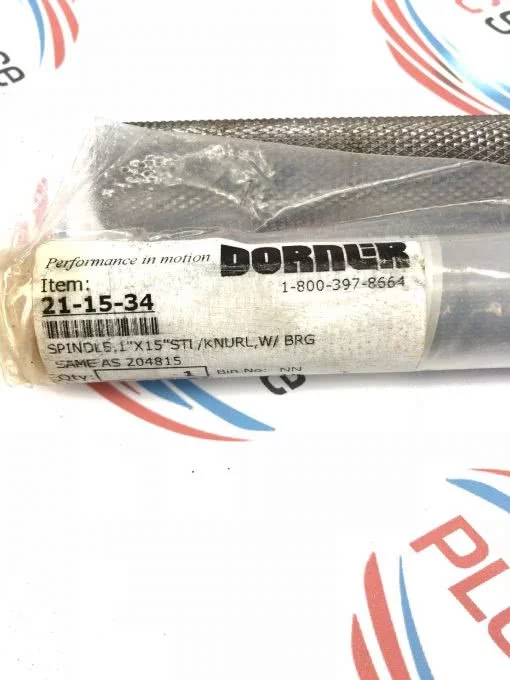 Performance in motion DORNER
1-800-397-8664
Item:
21-15-34
SPINDLE,1"X15"STL/KNURL,W/ BRG
SAME AS 204815
Qty: 1 Bin No: NN
PLC